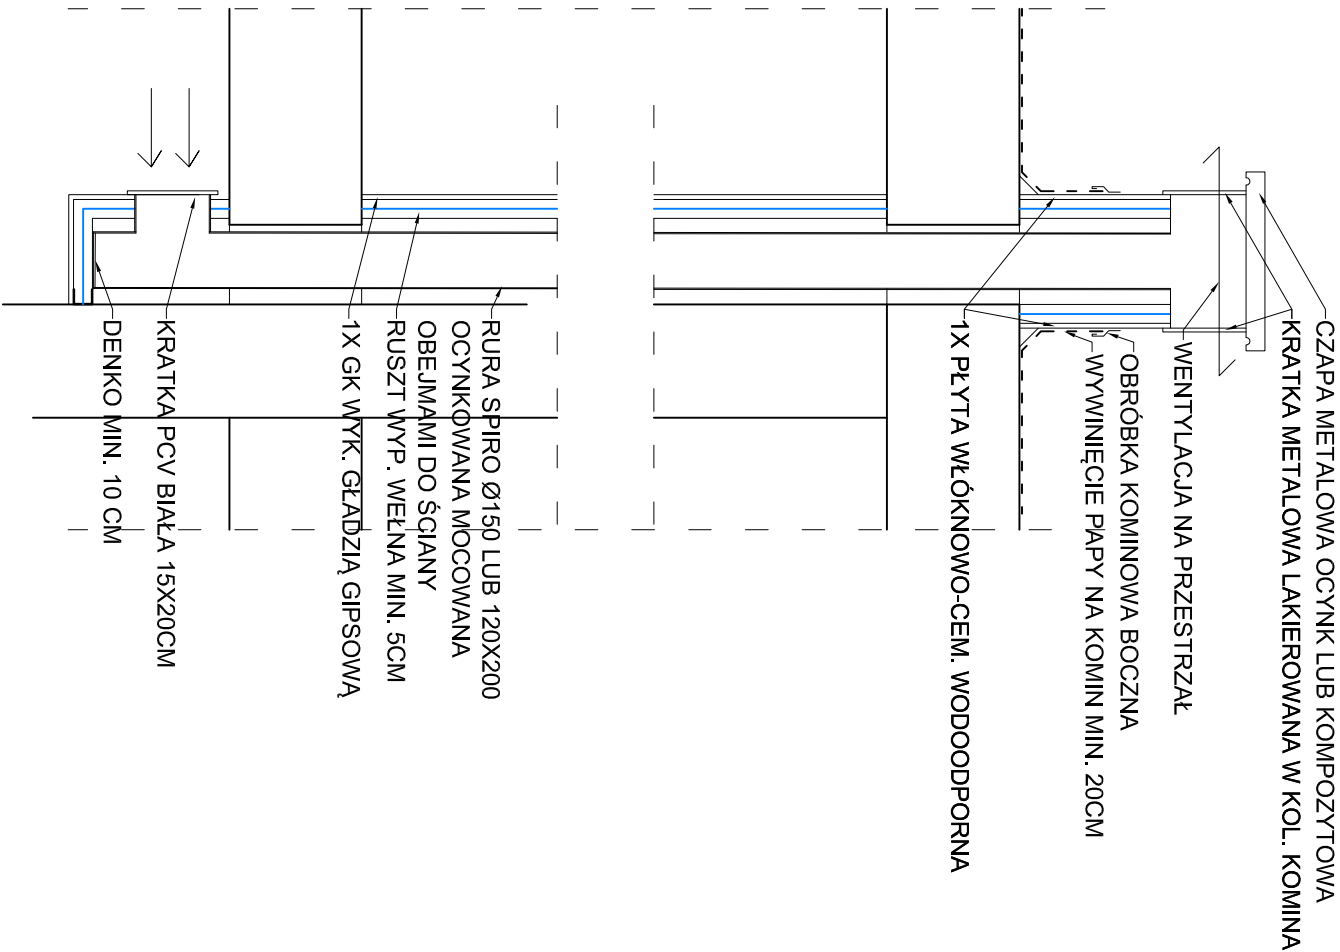 CZAPA METALOWA OCYNK LUB KOMPOZYTOWA
KRATKA METALOWA LAKIEROWANA W KOL. KOMINA
WENTYLACJA NA PRZESTRZAŁ
OBRÓBKA KOMINOWA BOCZNA
WYWINIĘCIE PAPY NA KOMIN MIN. 20CM
1X PŁYTA WŁÓKNOWO-CEM. WODOODPORNA
RURA SPIRO Ø150 LUB 120X200
OCYNKOWANA MOCOWANA
OBEJMAMI DO ŚCIANY
RUSZT WYP. WEŁNA MIN. 5CM
1X GK WYK. GŁADZIĄ GIPSOWĄ
KRATKA PCV BIAŁA 15X20CM
DENKO MIN. 10 CM